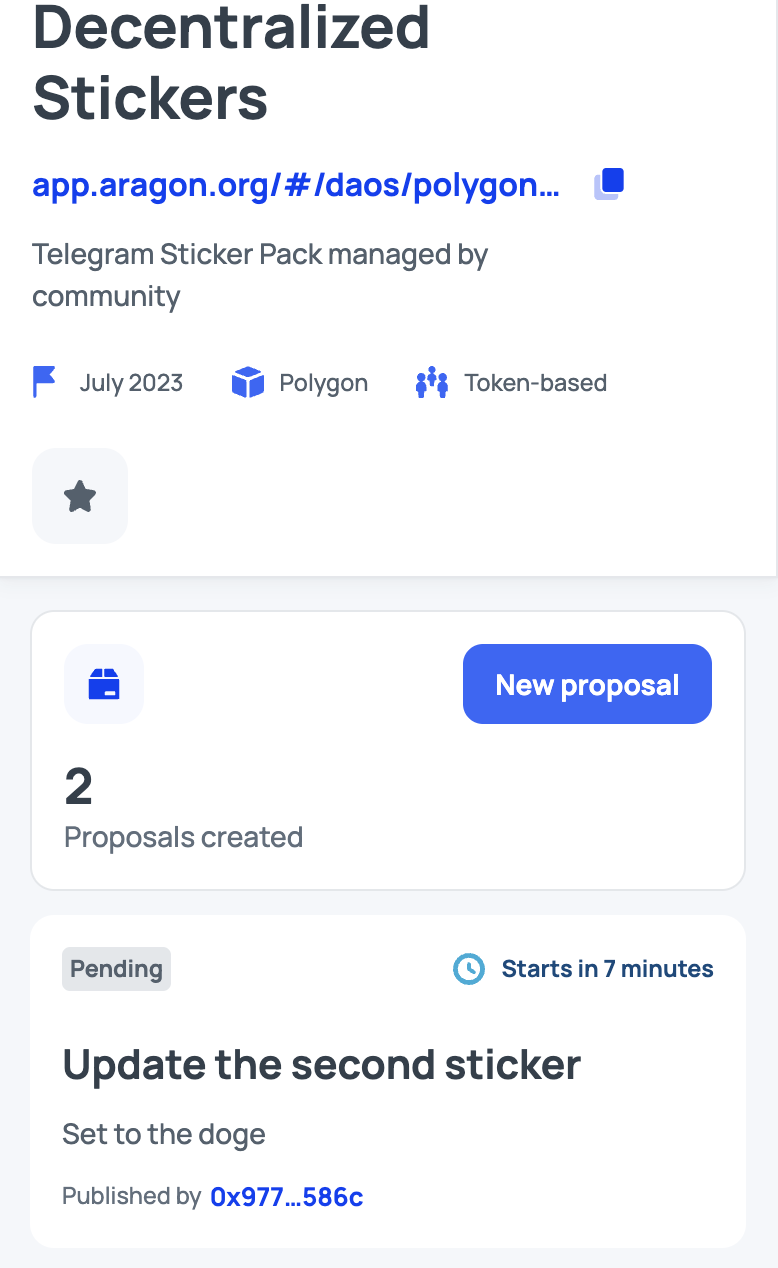 Decentralized
Stickers
app.aragon.org/#/daos/polygon...
Telegram Sticker Pack managed by
community
July 2023
Polygon
Token-based
New proposal
2
Proposals created
Pending
Starts in 7 minutes
Update the second sticker
Set to the doge
Published by 0x977...586c